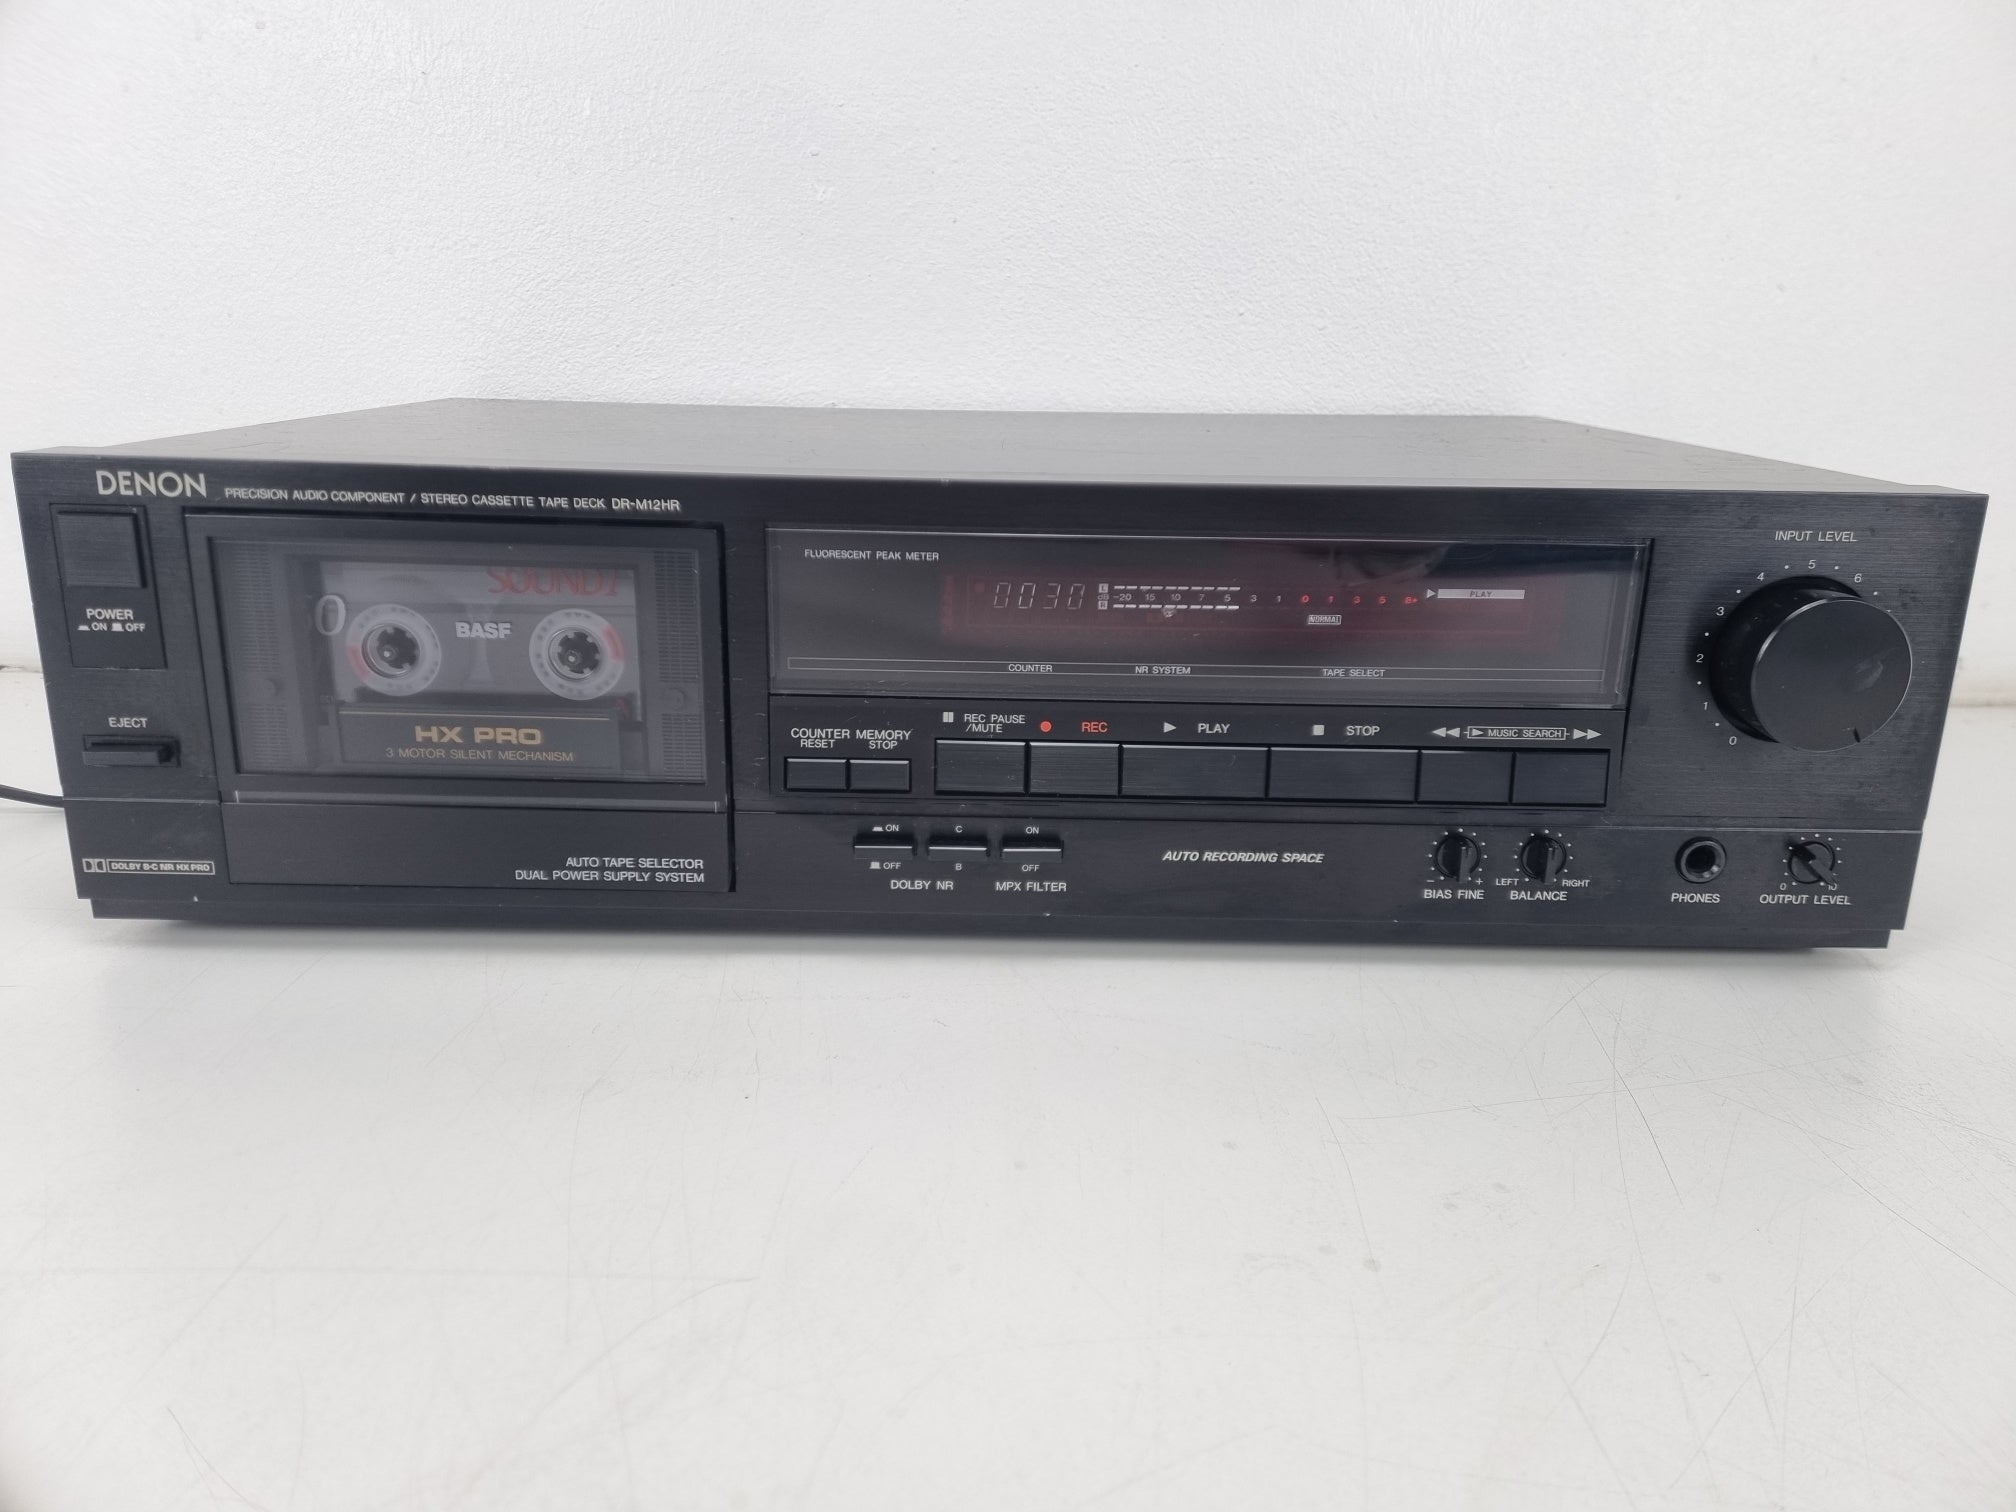 DENON PRECISION AUDIO COMPONENT / STEREO CASSETTE TAPE DECK DR-M12HR
POWER
ON OFF
EJECT
SOUND 1
BASF
HX PRO
3 MOTOR SILENT MECHANISM
AUTO TAPE SELECTOR
DUAL POWER SUPPLY SYSTEM
DOLBY B·C NR HX PRO
FLUORESCENT PEAK METER
0030
L
dB -20 15 10 7 5 3 1 0 1 3 5 8+
R
PLAY
NORMAL
COUNTER NR SYSTEM TAPE SELECT
COUNTER MEMORY
RESET STOP
REC PAUSE
/MUTE
REC
PLAY
STOP
MUSIC SEARCH
ON
OFF
C
B
DOLBY NR
ON
OFF
MPX FILTER
AUTO RECORDING SPACE
- +
BIAS FINE
LEFT RIGHT
BALANCE
INPUT LEVEL
0 1 2 3 4 5 6
PHONES
0 10
OUTPUT LEVEL